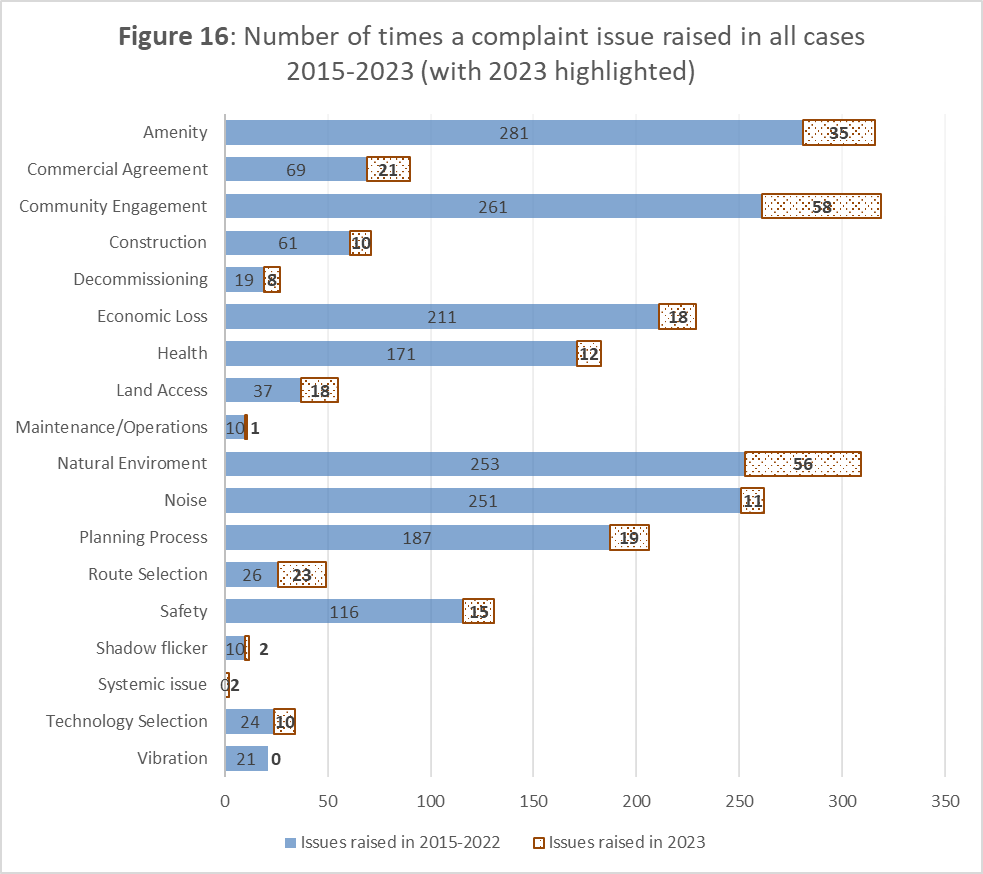 Figure 16: Number of times a complaint issue raised in all cases
2015-2023 (with 2023 highlighted)
Amenity 281 35
Commercial Agreement 69 21
Community Engagement 261 58
Construction 61 10
Decommissioning 19 8
Economic Loss 211 18
Health 171 12
Land Access 37 18
Maintenance/Operations 10 1
Natural Enviroment 253 56
Noise 251 11
Planning Process 187 19
Route Selection 26 23
Safety 116 15
Shadow flicker 10 2
Systemic issue 0 2
Technology Selection 24 10
Vibration 21 0
0 50 100 150 200 250 300 350
Issues raised in 2015-2022 Issues raised in 2023